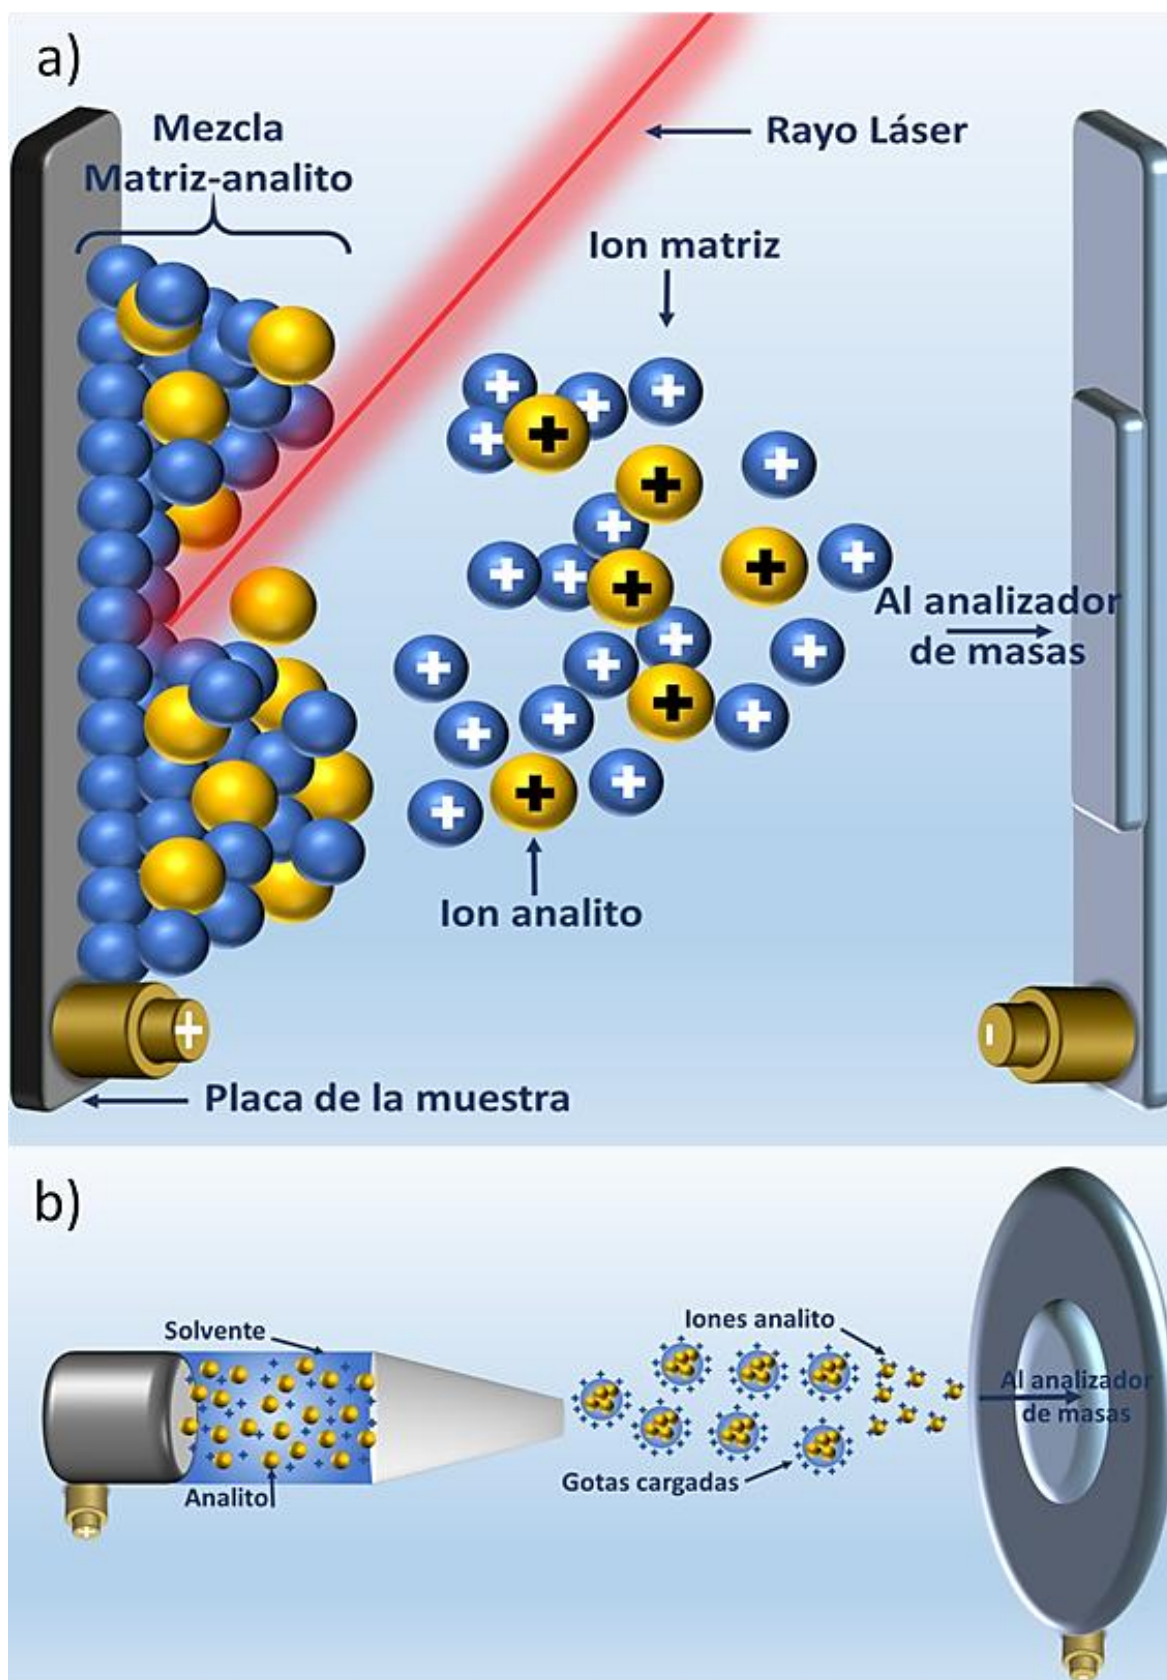 a)
Mezcla
Matriz-analito
Rayo Láser
Ion matriz
Al analizador
de masas
Ion analito
Placa de la muestra
b)
Solvente
Iones analito
Al analizador
de masas
Gotas cargadas
Analito